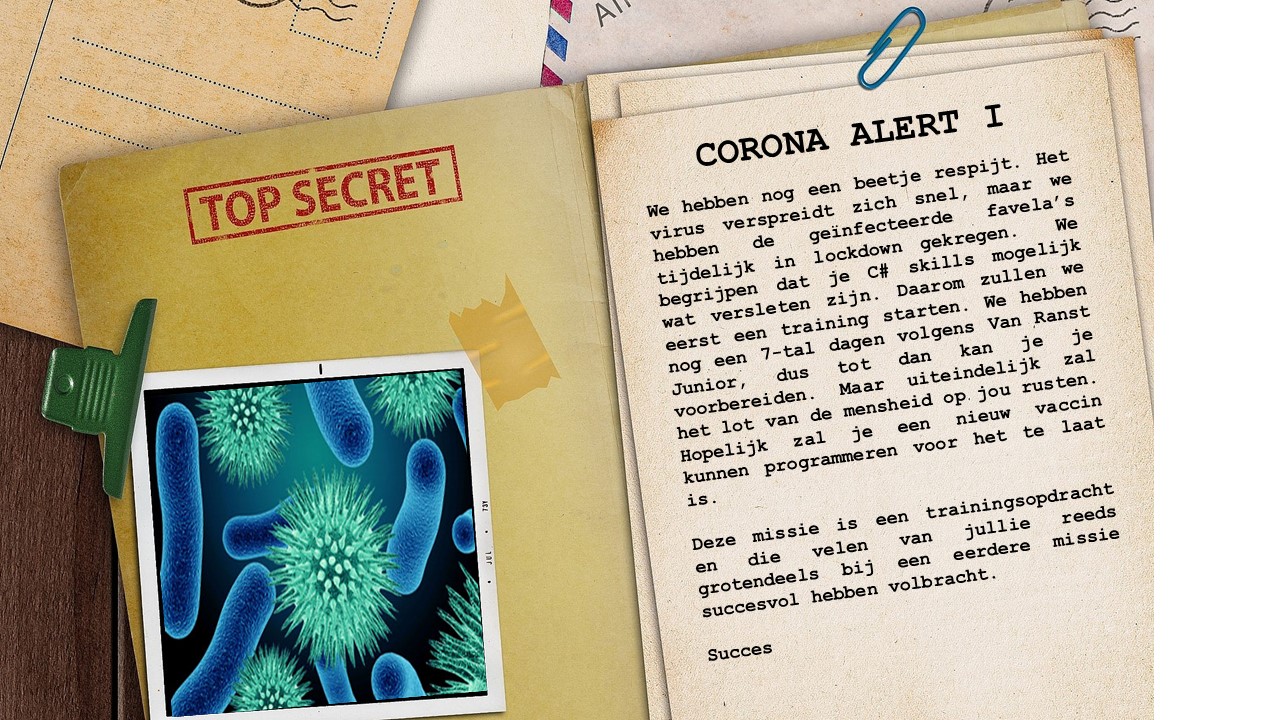 Ai
TOP SECRET
CORONA ALERT I
We hebben nog een beetje respijt. Het
virus verspreidt zich snel, maar we
hebben de geïnfecteerde favela's
tijdelijk in lockdown gekregen. We
begrijpen dat je C# skills mogelijk
wat versleten zijn. Daarom zullen we
eerst een training starten. We hebben
nog een 7-tal dagen volgens Van Ranst
Junior, dus tot dan kan je je
voorbereiden. Maar uiteindelijk zal
het lot van de mensheid op jou rusten.
Hopelijk zal je een nieuw vaccin
kunnen programmeren voor het te laat
is.
Deze missie is een trainingsopdracht
en die velen van jullie reeds
grotendeels bij een eerdere missie
succesvol hebben volbracht.
Succes
JUL • 73Y